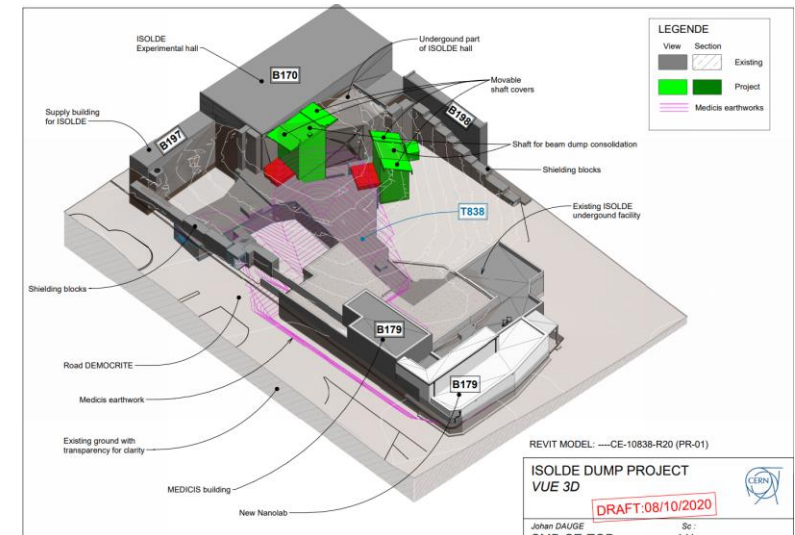 ISOLDE
Experimental hall
Undergound part
of ISOLDE hall
B170
Movable
shaft covers
B198
Supply building
for ISOLDE
B197
Shaft for beam dump consolidation
Shielding blocks
T838
Existing ISOLDE
undergound facility
Shielding blocks
B179
Road DEMOCRITE
B179
Medicis earthwork
Existing ground with
transparency for clarity
MEDICIS building
New Nanolab
LEGENDE
View Section
Existing
Project
Medicis earthworks
REVIT MODEL: ----CE-10838-R20 (PR-01)
ISOLDE DUMP PROJECT
VUE 3D
CERN
DRAFT:08/10/2020
Johan DAUGE Sc :